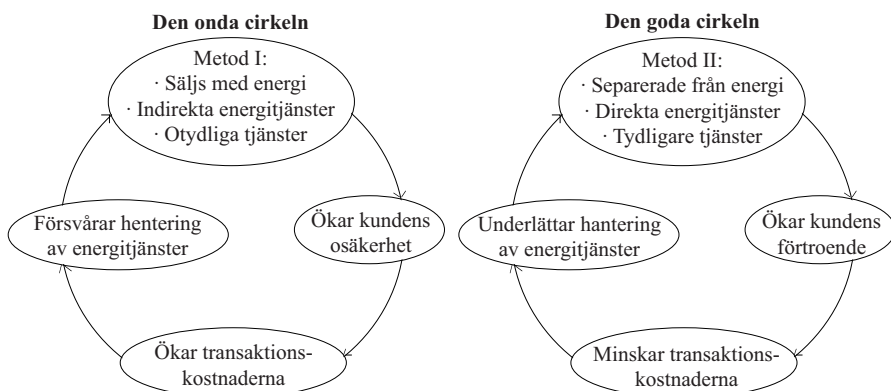 Den onda cirkeln
Metod I:
· Säljs med energi
· Indirekta energitjänster
· Otydliga tjänster
Ökar kundens
osäkerhet
Ökar transaktions-
kostnaderna
Försvårar hentering
av energitjänster
Den goda cirkeln
Metod II:
· Separerade från energi
· Direkta energitjänster
· Tydligare tjänster
Ökar kundens
förtroende
Minskar transaktions-
kostnaderna
Underlättar hantering
av energitjänster